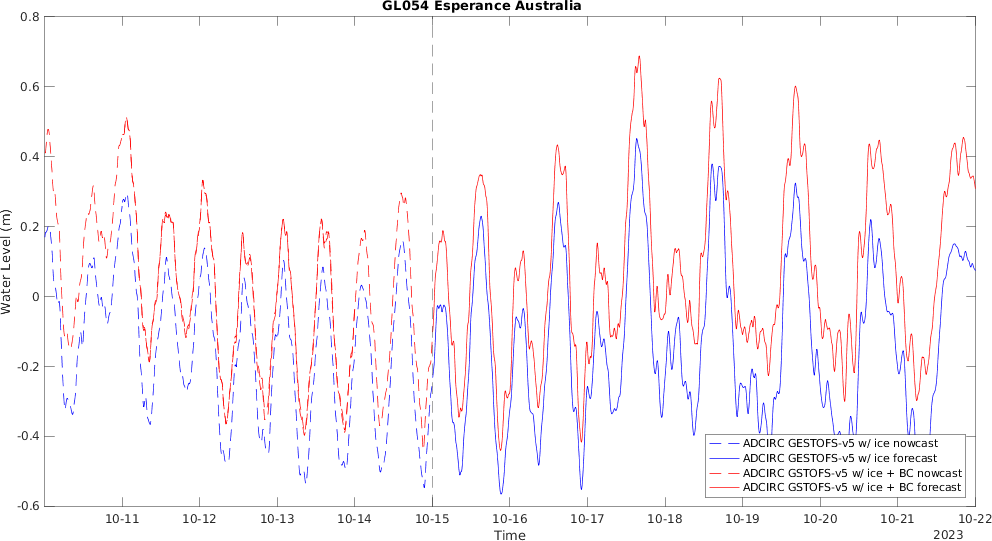 GL054 Esperance Australia
Water Level (m)
0.8
0.6
0.4
0.2
0
-0.2
-0.4
-0.6
ADCIRC GESTOFS-v5 w/ ice nowcast
ADCIRC GESTOFS-v5 w/ ice forecast
ADCIRC GSTOFS-v5 w/ ice + BC nowcast
ADCIRC GSTOFS-v5 w/ ice + BC forecast
10-11 10-12 10-13 10-14 10-15 10-16 10-17 10-18 10-19 10-20 10-21 10-22
Time
2023